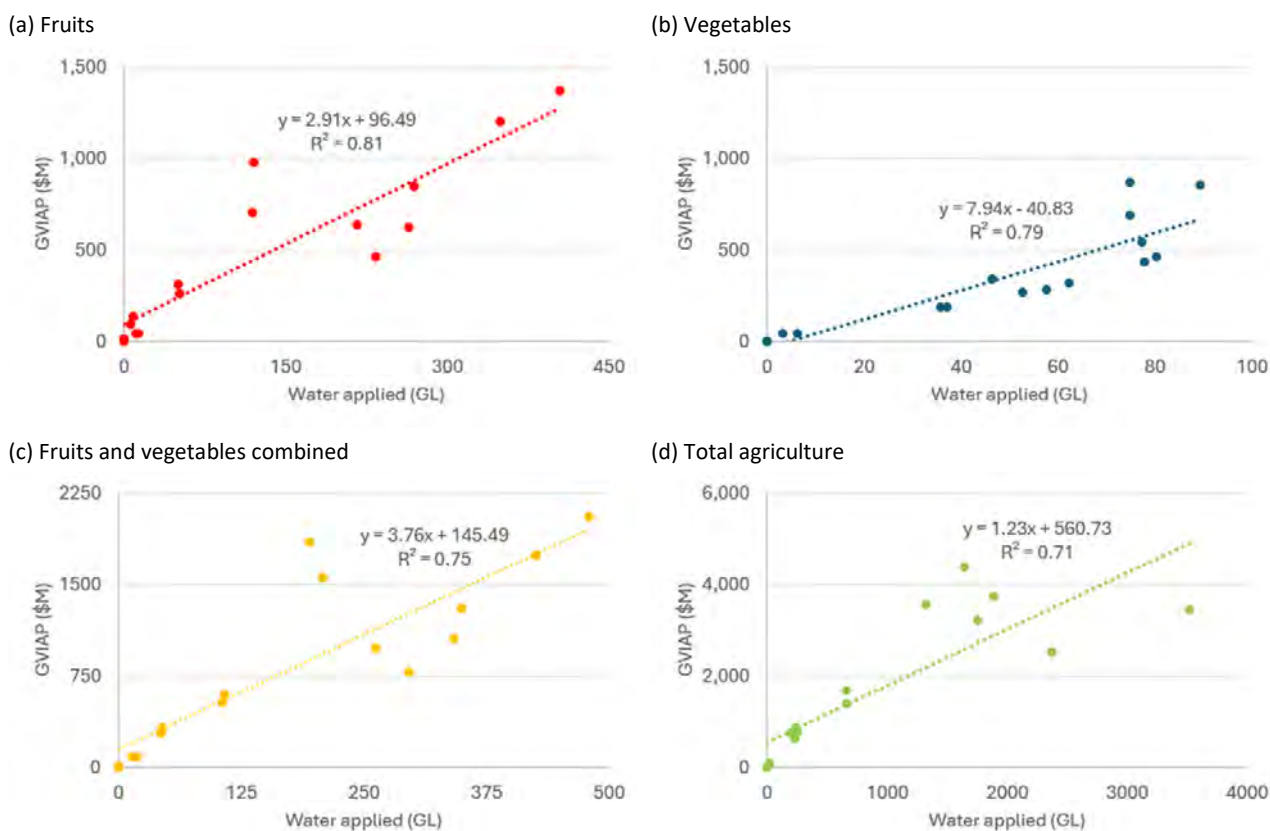 (a) Fruits
1,500
1,000
500
0
GVIAP ($M)
y = 2.91x + 96.49
R² = 0.81
0 150 300 450
Water applied (GL)
(b) Vegetables
1,500
1,000
500
0
GVIAP ($M)
y = 7.94x - 40.83
R² = 0.79
0 20 40 60 80 100
Water applied (GL)
(c) Fruits and vegetables combined
2250
1500
750
0
GVIAP ($M)
y = 3.76x + 145.49
R² = 0.75
0 125 250 375 500
Water applied (GL)
(d) Total agriculture
6,000
4,000
2,000
0
GVIAP ($M)
y = 1.23x + 560.73
R² = 0.71
0 1000 2000 3000 4000
Water applied (GL)